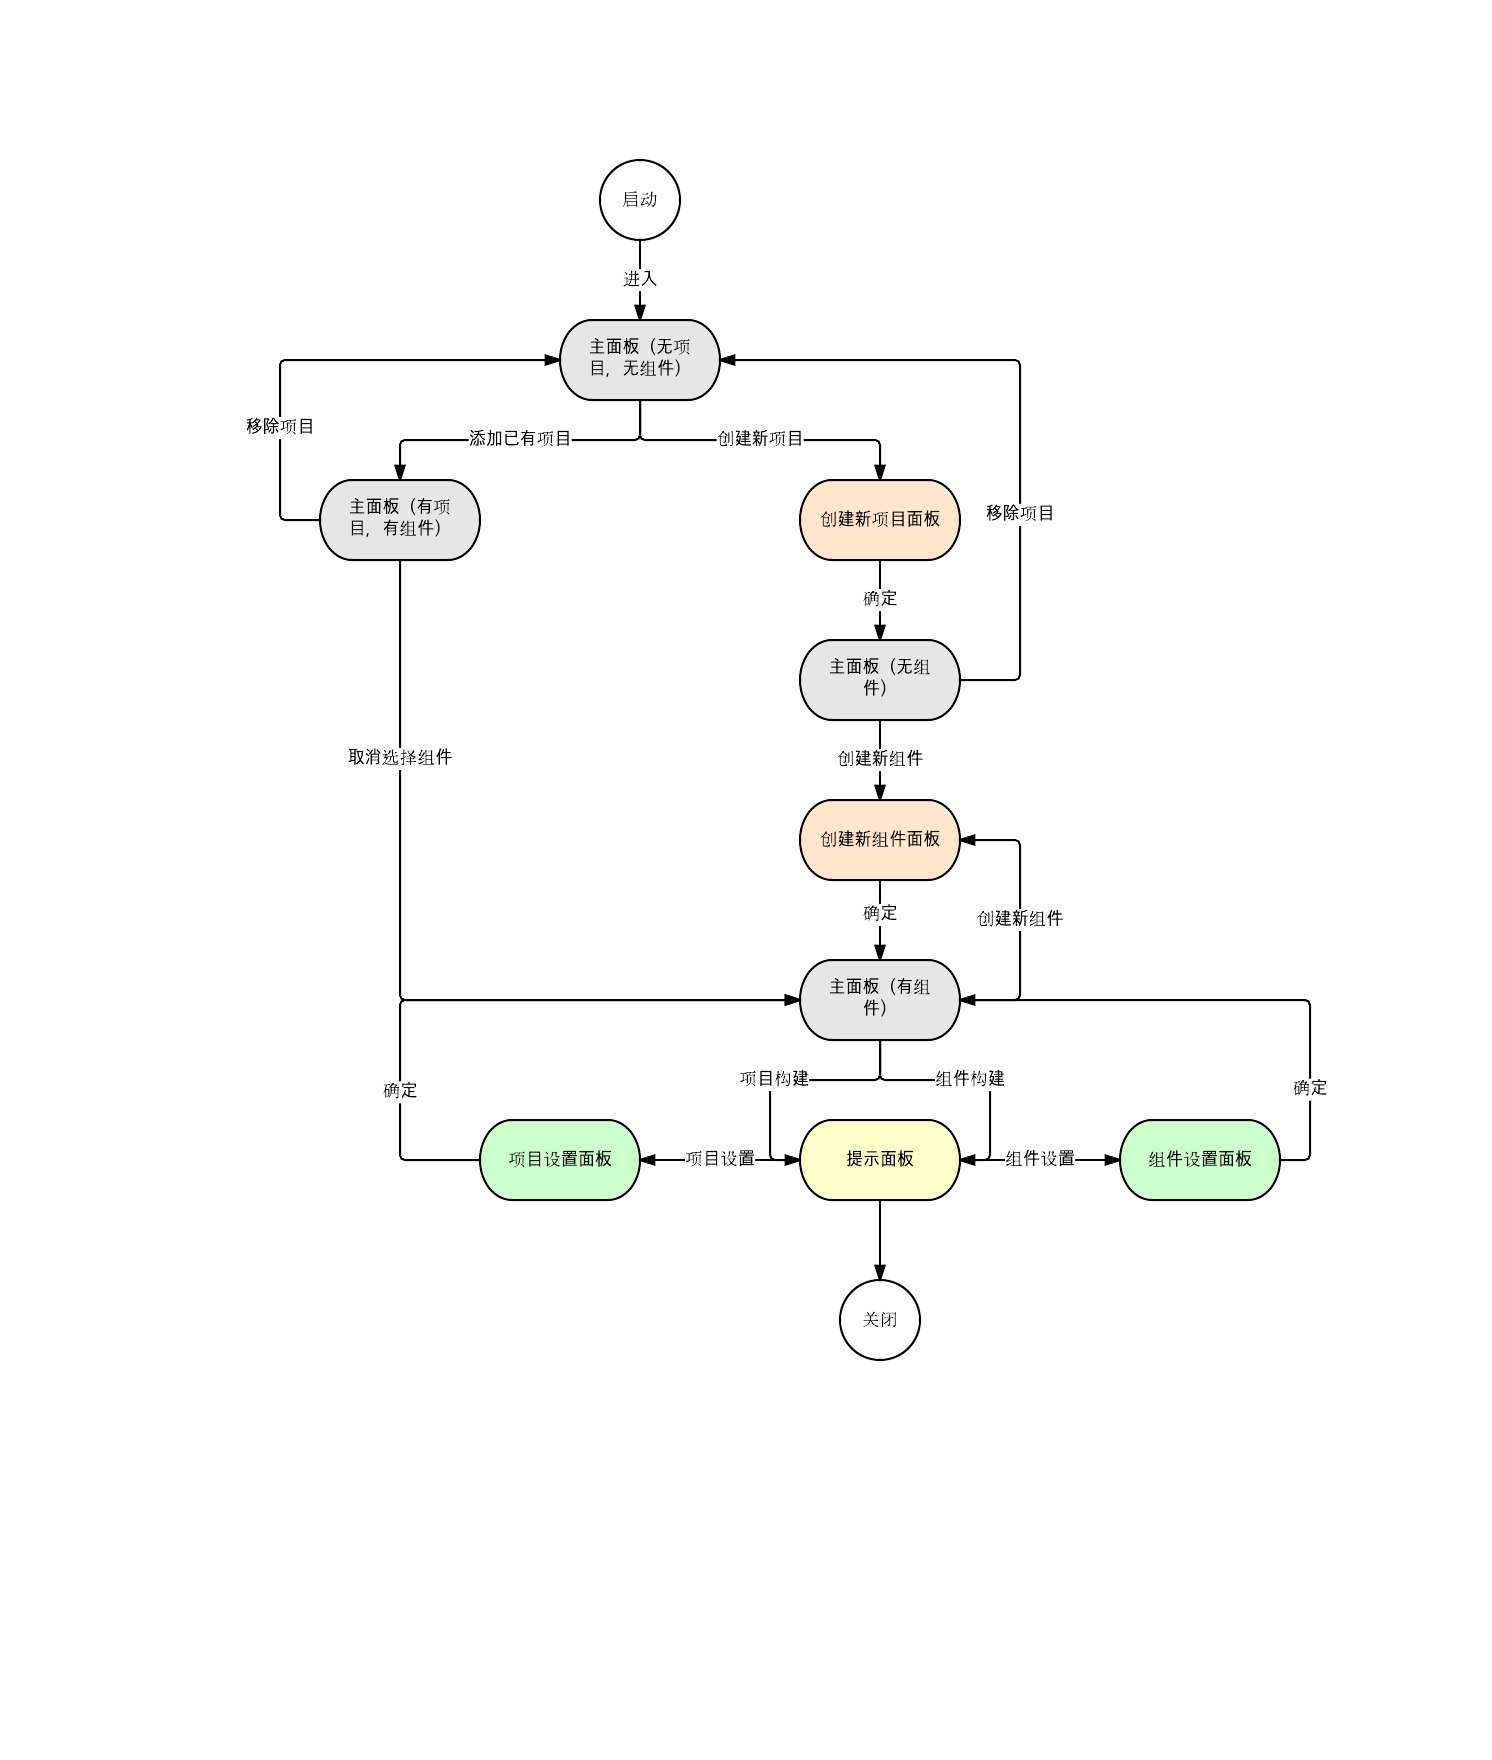 启动
进入
主面板（无项
目，无组件）
移除项目
添加已有项目
创建新项目
主面板（有项
目，有组件）
创建新项目面板
移除项目
确定
主面板（无组
件）
取消选择组件
创建新组件
创建新组件面板
确定
创建新组件
主面板（有组
件）
项目构建
组件构建
确定
确定
项目设置面板
项目设置
提示面板
组件设置
组件设置面板
关闭